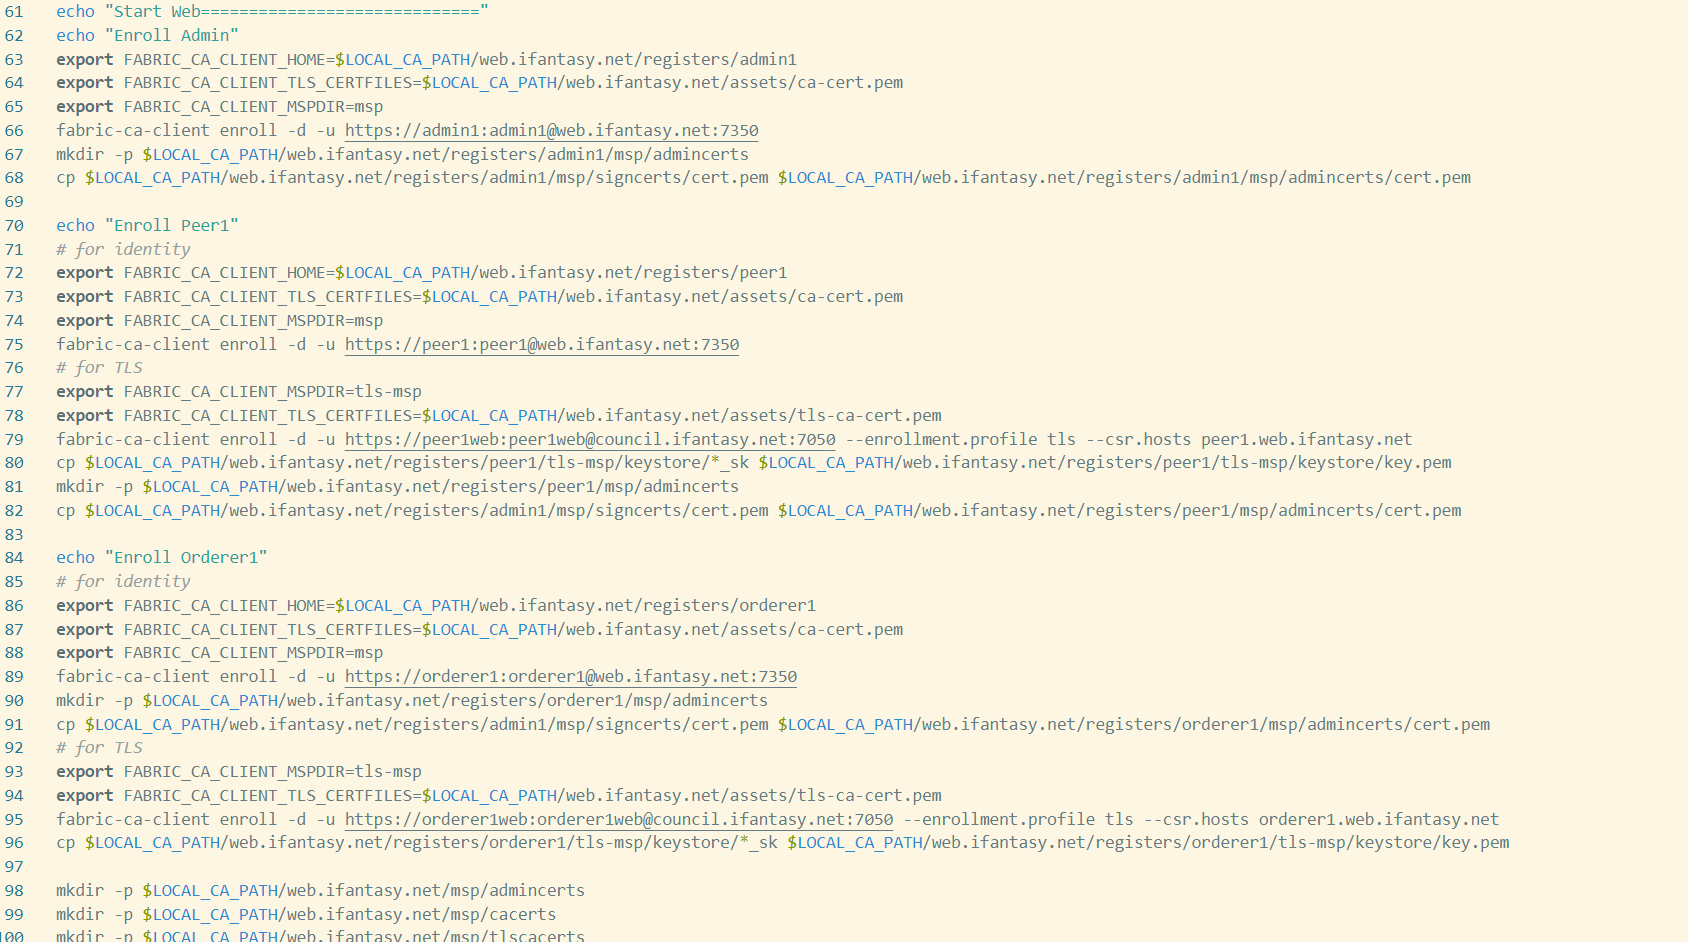 61 echo "Start Web============================="
62 echo "Enroll Admin"
63 export FABRIC_CA_CLIENT_HOME=$LOCAL_CA_PATH/web.ifantasy.net/registers/admin1
64 export FABRIC_CA_CLIENT_TLS_CERTFILES=$LOCAL_CA_PATH/web.ifantasy.net/assets/ca-cert.pem
65 export FABRIC_CA_CLIENT_MSPDIR=msp
66 fabric-ca-client enroll -d -u https://admin1:admin1@web.ifantasy.net:7350
67 mkdir -p $LOCAL_CA_PATH/web.ifantasy.net/registers/admin1/msp/admincerts
68 cp $LOCAL_CA_PATH/web.ifantasy.net/registers/admin1/msp/signcerts/cert.pem $LOCAL_CA_PATH/web.ifantasy.net/registers/admin1/msp/admincerts/cert.pem
69
70 echo "Enroll Peer1"
71 # for identity
72 export FABRIC_CA_CLIENT_HOME=$LOCAL_CA_PATH/web.ifantasy.net/registers/peer1
73 export FABRIC_CA_CLIENT_TLS_CERTFILES=$LOCAL_CA_PATH/web.ifantasy.net/assets/ca-cert.pem
74 export FABRIC_CA_CLIENT_MSPDIR=msp
75 fabric-ca-client enroll -d -u https://peer1:peer1@web.ifantasy.net:7350
76 # for TLS
77 export FABRIC_CA_CLIENT_MSPDIR=tls-msp
78 export FABRIC_CA_CLIENT_TLS_CERTFILES=$LOCAL_CA_PATH/web.ifantasy.net/assets/tls-ca-cert.pem
79 fabric-ca-client enroll -d -u https://peer1web:peer1web@council.ifantasy.net:7050 --enrollment.profile tls --csr.hosts peer1.web.ifantasy.net
80 cp $LOCAL_CA_PATH/web.ifantasy.net/registers/peer1/tls-msp/keystore/*_sk $LOCAL_CA_PATH/web.ifantasy.net/registers/peer1/tls-msp/keystore/key.pem
81 mkdir -p $LOCAL_CA_PATH/web.ifantasy.net/registers/peer1/msp/admincerts
82 cp $LOCAL_CA_PATH/web.ifantasy.net/registers/admin1/msp/signcerts/cert.pem $LOCAL_CA_PATH/web.ifantasy.net/registers/peer1/msp/admincerts/cert.pem
83
84 echo "Enroll Orderer1"
85 # for identity
86 export FABRIC_CA_CLIENT_HOME=$LOCAL_CA_PATH/web.ifantasy.net/registers/orderer1
87 export FABRIC_CA_CLIENT_TLS_CERTFILES=$LOCAL_CA_PATH/web.ifantasy.net/assets/ca-cert.pem
88 export FABRIC_CA_CLIENT_MSPDIR=msp
89 fabric-ca-client enroll -d -u https://orderer1:orderer1@web.ifantasy.net:7350
90 mkdir -p $LOCAL_CA_PATH/web.ifantasy.net/registers/orderer1/msp/admincerts
91 cp $LOCAL_CA_PATH/web.ifantasy.net/registers/admin1/msp/signcerts/cert.pem $LOCAL_CA_PATH/web.ifantasy.net/registers/orderer1/msp/admincerts/cert.pem
92 # for TLS
93 export FABRIC_CA_CLIENT_MSPDIR=tls-msp
94 export FABRIC_CA_CLIENT_TLS_CERTFILES=$LOCAL_CA_PATH/web.ifantasy.net/assets/tls-ca-cert.pem
95 fabric-ca-client enroll -d -u https://orderer1web:orderer1web@council.ifantasy.net:7050 --enrollment.profile tls --csr.hosts orderer1.web.ifantasy.net
96 cp $LOCAL_CA_PATH/web.ifantasy.net/registers/orderer1/tls-msp/keystore/*_sk $LOCAL_CA_PATH/web.ifantasy.net/registers/orderer1/tls-msp/keystore/key.pem
97
98 mkdir -p $LOCAL_CA_PATH/web.ifantasy.net/msp/admincerts
99 mkdir -p $LOCAL_CA_PATH/web.ifantasy.net/msp/cacerts
100 mkdir -p $LOCAL_CA_PATH/web.ifantasy.net/msp/tlscacerts